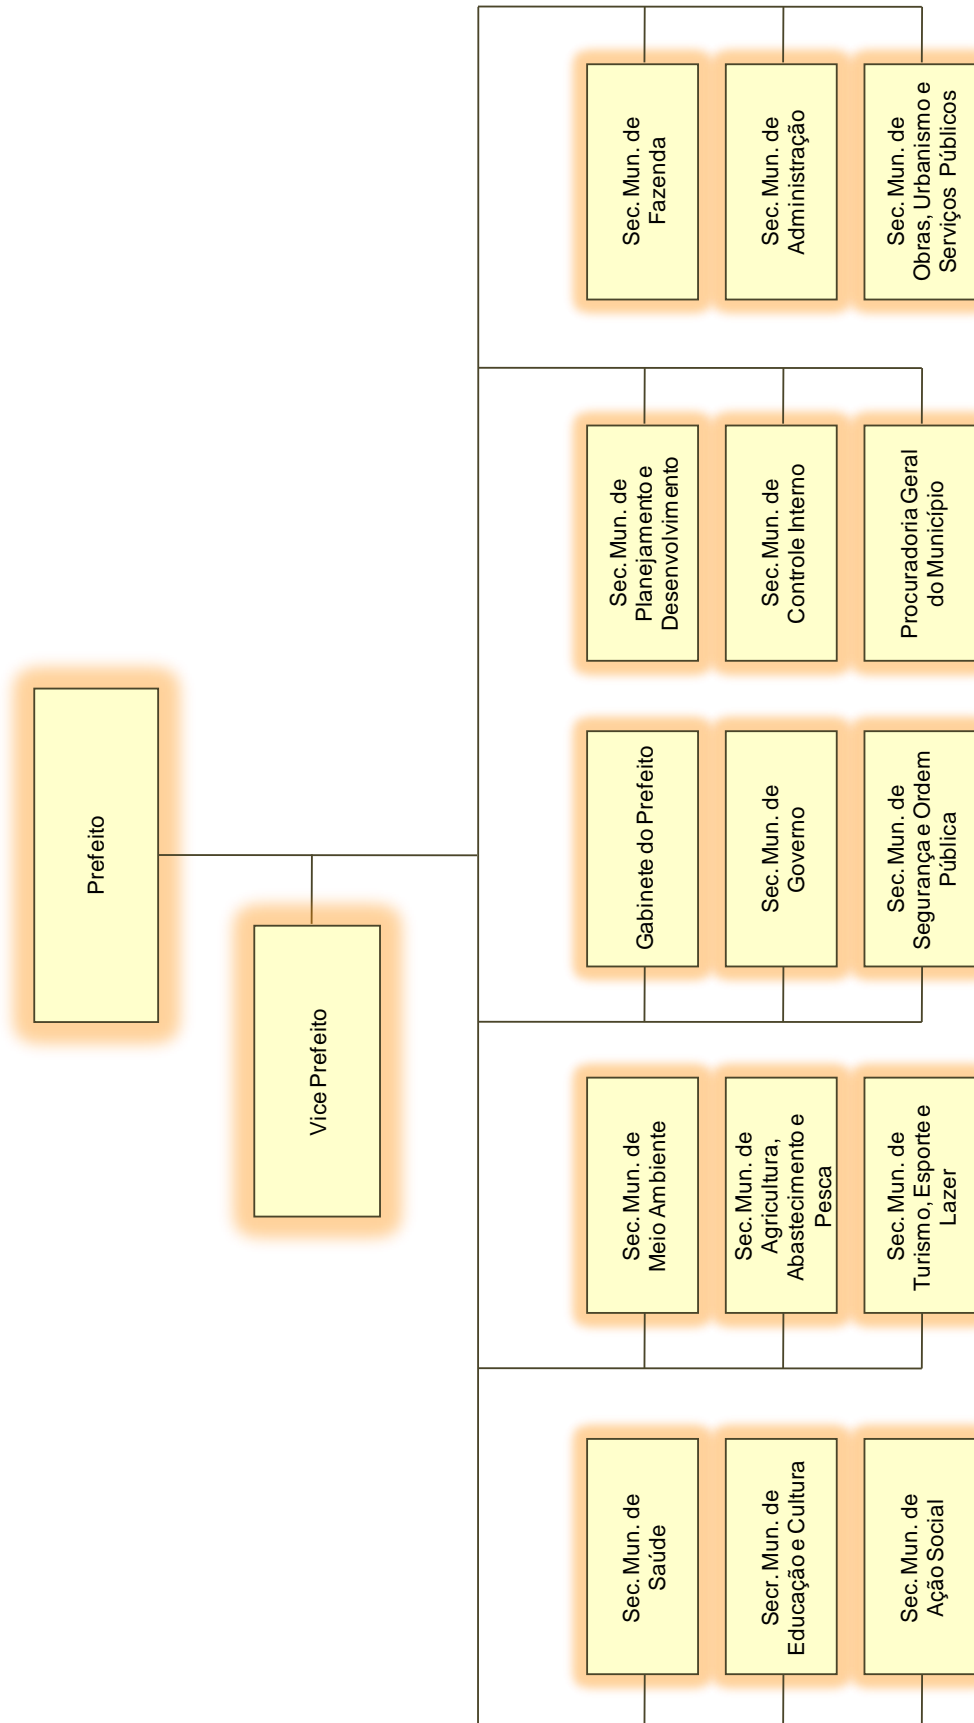 Prefeito
Vice Prefeito
Sec. Mun. de
Saúde
Sec. Mun. de
Meio Ambiente
Gabinete do Prefeito
Sec. Mun. de
Planejamento e
Desenvolvimento
Sec. Mun. de
Fazenda
Secr. Mun. de
Educação e Cultura
Sec. Mun. de
Agricultura,
Abastecimento e
Pesca
Sec. Mun. de
Governo
Sec. Mun. de
Controle Interno
Sec. Mun. de
Administração
Sec. Mun. de
Ação Social
Sec. Mun. de
Turismo, Esporte e
Lazer
Sec. Mun. de
Segurança e Ordem
Pública
Procuradoria Geral
do Município
Sec. Mun. de
Obras, Urbanismo e
Serviços Públicos